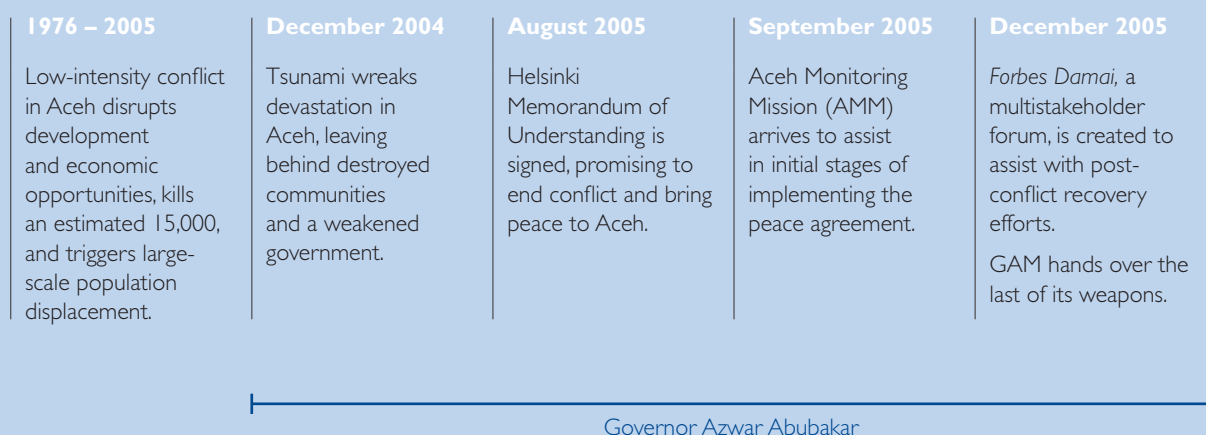 1976 – 2005
Low-intensity conflict
in Aceh disrupts
development
and economic
opportunities, kills
an estimated 15,000,
and triggers large-
scale population
displacement.
December 2004
Tsunami wreaks
devastation in
Aceh, leaving
behind destroyed
communities
and a weakened
government.
August 2005
Helsinki
Memorandum of
Understanding is
signed, promising to
end conflict and bring
peace to Aceh.
September 2005
Aceh Monitoring
Mission (AMM)
arrives to assist
in initial stages of
implementing the
peace agreement.
December 2005
Forbes Damai, a
multistakeholder
forum, is created to
assist with post-
conflict recovery
efforts.
GAM hands over the
last of its weapons.
Governor Azwar Abubakar